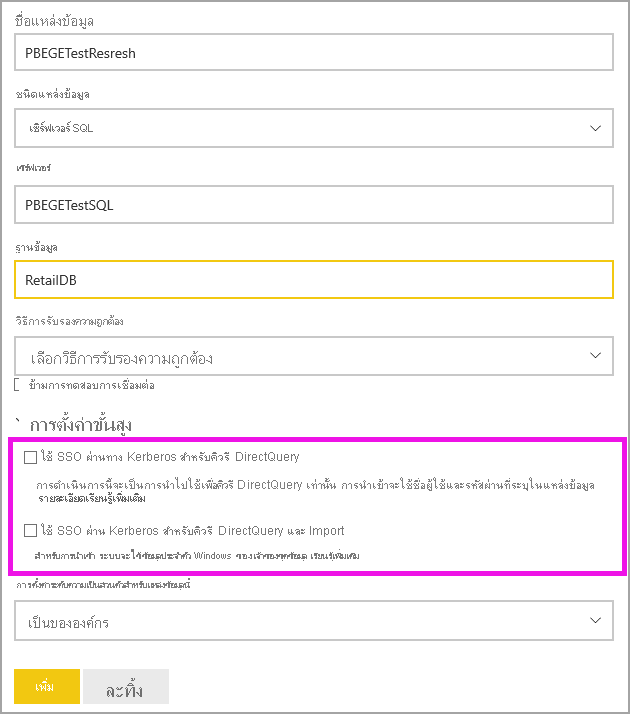 ชื่อแหล่งข้อมูล
PBEGETestResresh
ชนิดแหล่งข้อมูล
เซิร์ฟเวอร์ SQL
เซิร์ฟเวอร์
PBEGETestSQL
ฐานข้อมูล
RetailDB
วิธีการรับรองความถูกต้อง
เลือกวิธีการรับรองความถูกต้อง
ข้ามการทดสอบการเชื่อมต่อ
การตั้งค่าขั้นสูง
ใช้ SSO ผ่านทาง Kerberos สำหรับคิวรี DirectQuery
การดำเนินการนี้จะเป็นการนำไปใช้เพื่อคิวรี DirectQuery เท่านั้น การนำเข้าจะใช้ชื่อผู้ใช้และรหัสผ่านที่ระบุในแหล่งข้อมูล
รายละเอียดเรียนรู้เพิ่มเติม
ใช้ SSO ผ่าน Kerberos สำหรับคิวรี DirectQuery และ Import
สำหรับการนำเข้า ระบบจะใช้ข้อมูลประจำตัว Windows ของเจ้าของชุดข้อมูล เรียนรู้เพิ่มเติม
การตั้งค่าระดับความเป็นส่วนตัวสำหรับแหล่งข้อมูลนี้
เป็นขององค์กร
เพิ่ม
ละทิ้ง